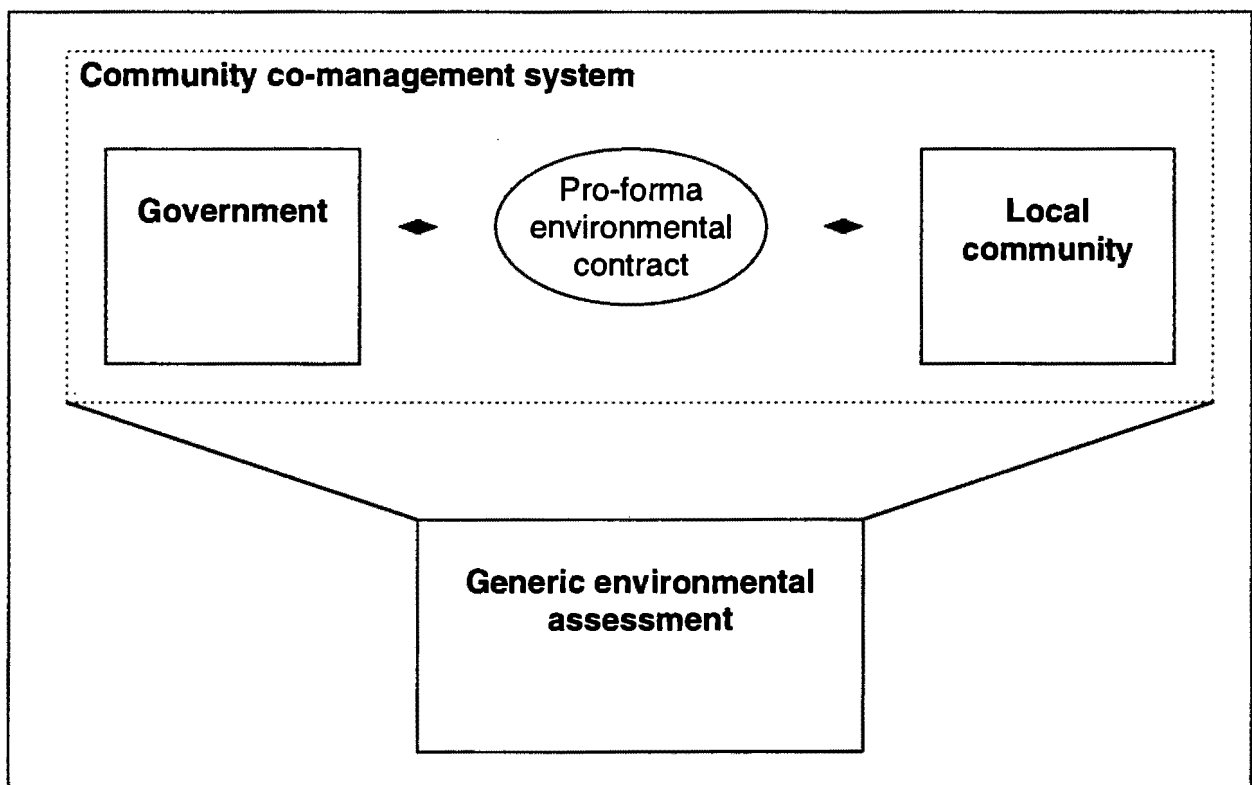 Community co-management system
Government
Pro-forma
environmental
contract
Local
community
Generic environmental
assessment